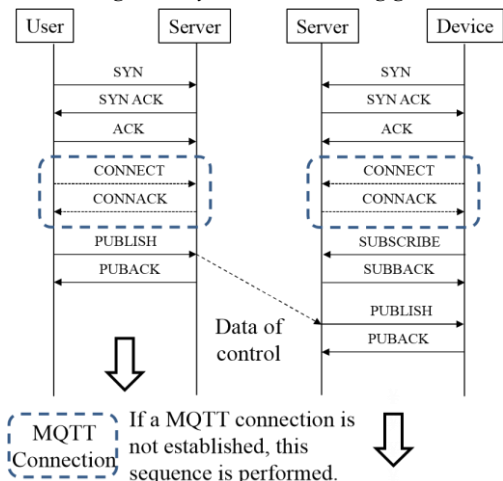 User
Server
Server
Device
SYN
SYN ACK
ACK
CONNECT
CONNACK
PUBLISH
PUBACK
SYN
SYN ACK
ACK
CONNECT
CONNACK
SUBSCRIBE
SUBBACK
PUBLISH
PUBACK
Data of
control
MQTT
Connection
If a MQTT connection is
not established, this
sequence is performed.